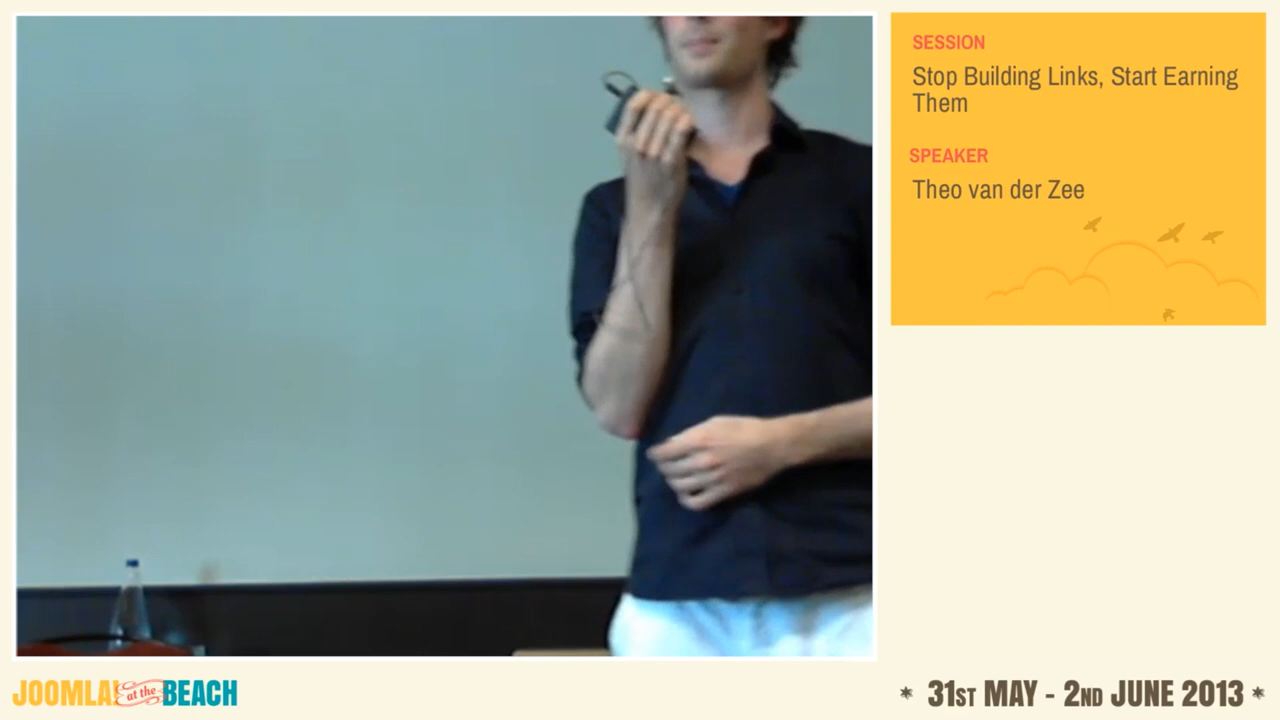 SESSION
Stop Building Links, Start Earning
Them
SPEAKER
Theo van der Zee
JOOMLA! at the BEACH
* 31ST MAY - 2ND JUNE 2013 *